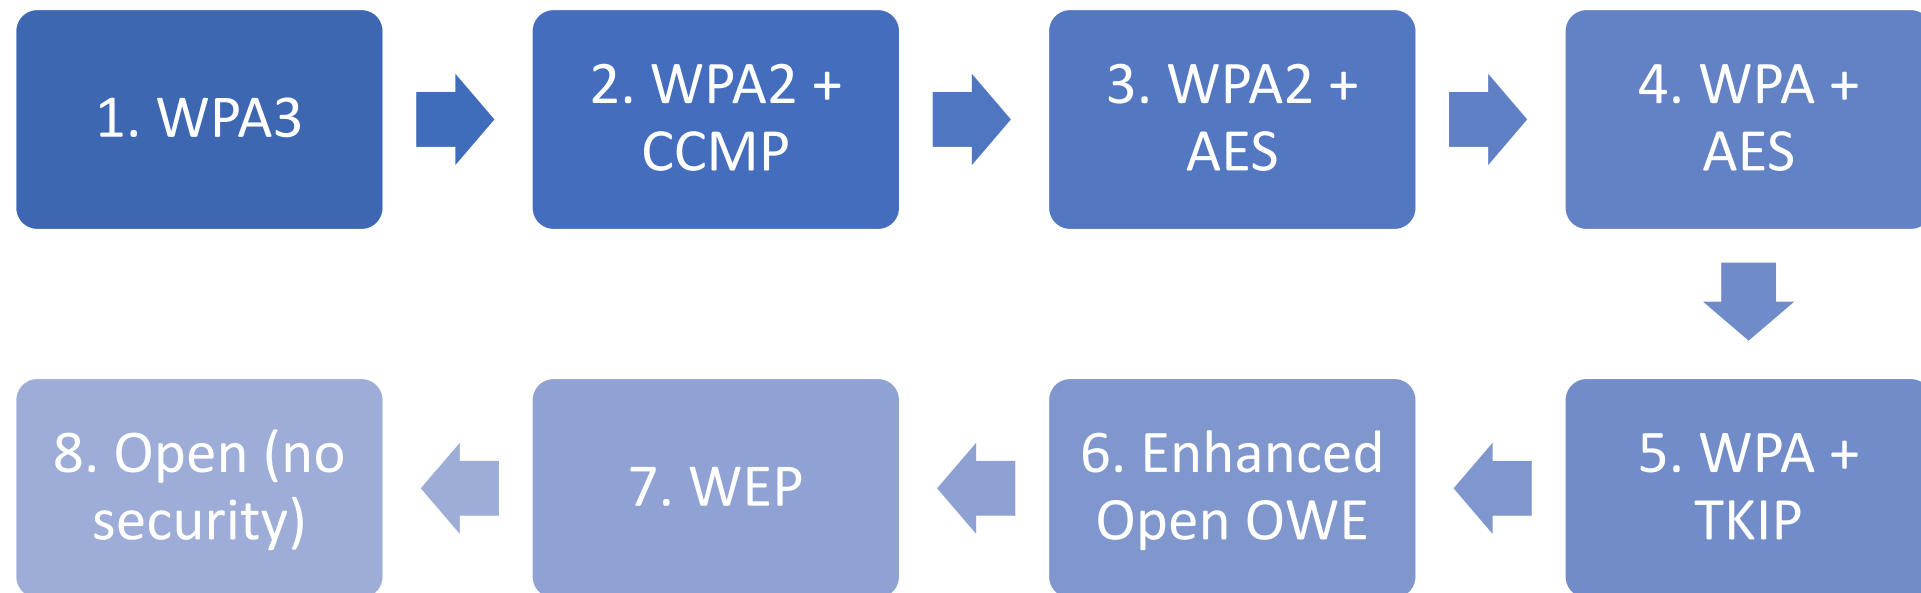 1. WPA3
2. WPA2 +
CCMP
3. WPA2 +
AES
4. WPA +
AES
5. WPA +
TKIP
6. Enhanced
Open OWE
7. WEP
8. Open (no
security)